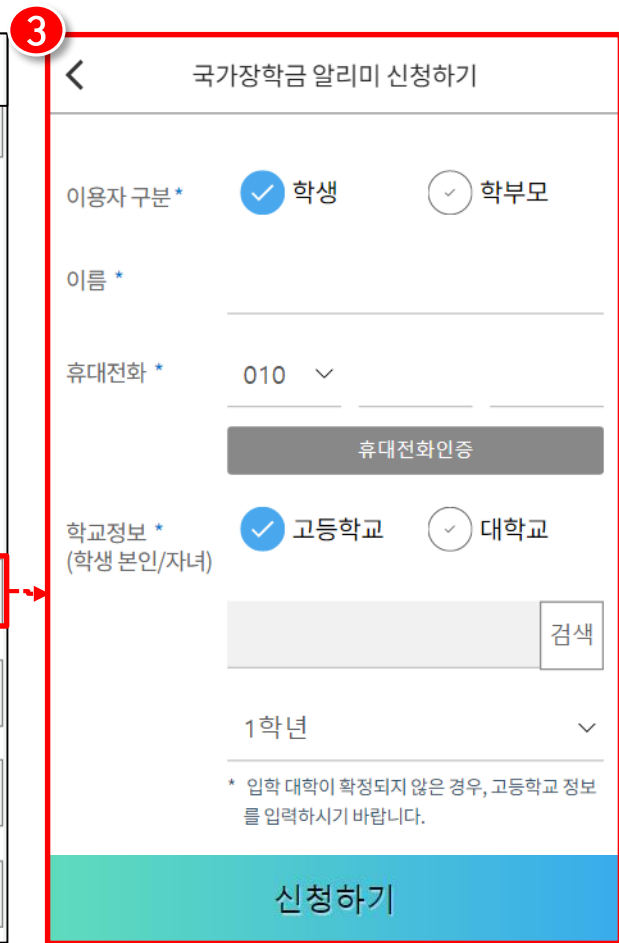 3
국가장학금 알리미 신청하기
이용자 구분 * 학생 학부모
이름 *
휴대전화 * 010
휴대전화인증
학교정보 * 고등학교 대학교
(학생 본인/자녀)
검색
1학년
* 입학 대학이 확정되지 않은 경우, 고등학교 정보
를 입력하시기 바랍니다.
신청하기